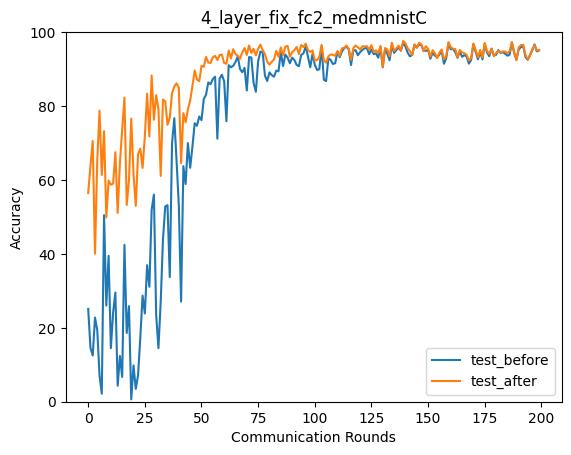 4_layer_fix_fc2_medmnistC
100
80
60
40
20
0
Accuracy
0 25 50 75 100 125 150 175 200
Communication Rounds
test_before
test_after